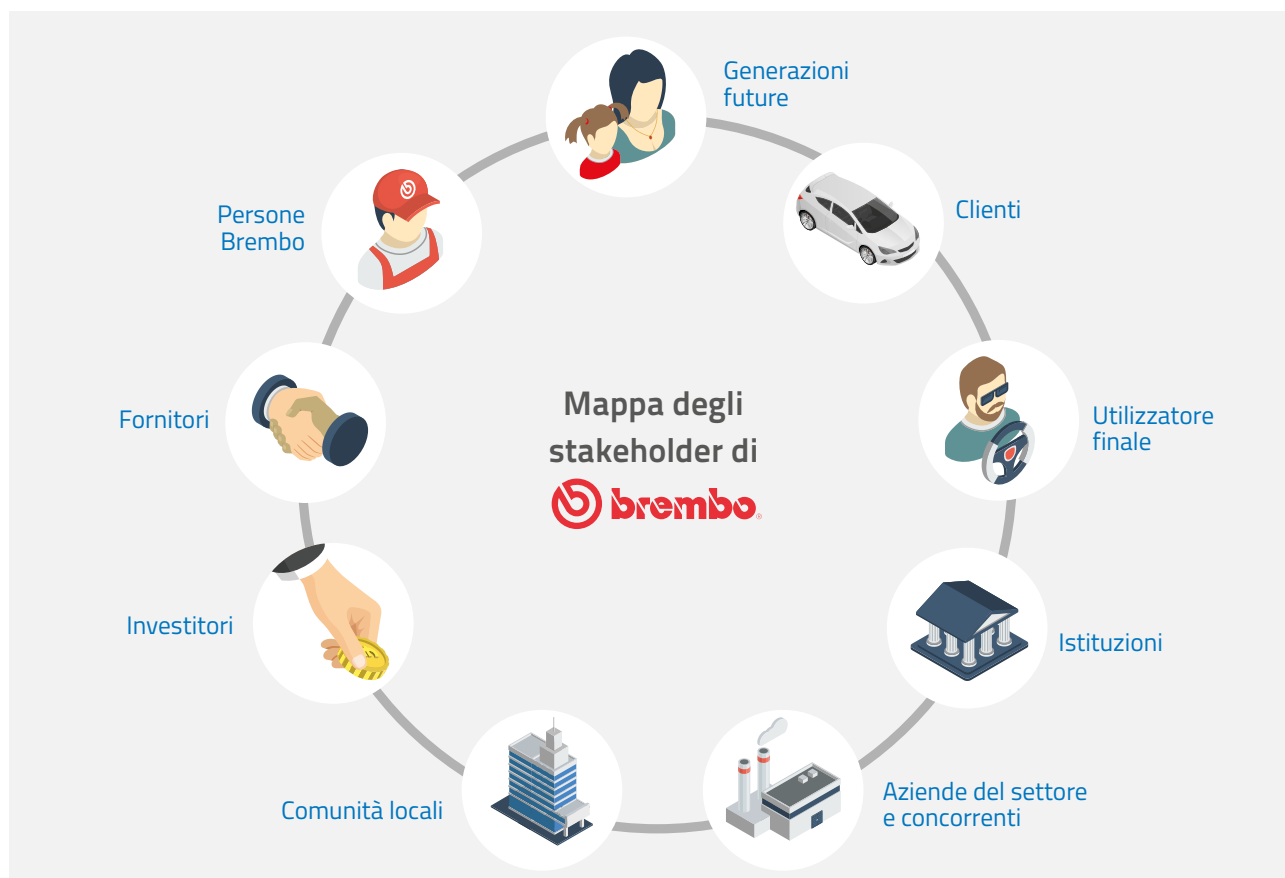 Generazioni
future
Clienti
Persone
Brembo
Utilizzatore
finale
Fornitori
Mappa degli
stakeholder di
brembo®
Investitori
Istituzioni
Comunità locali
Aziende del settore
e concorrenti